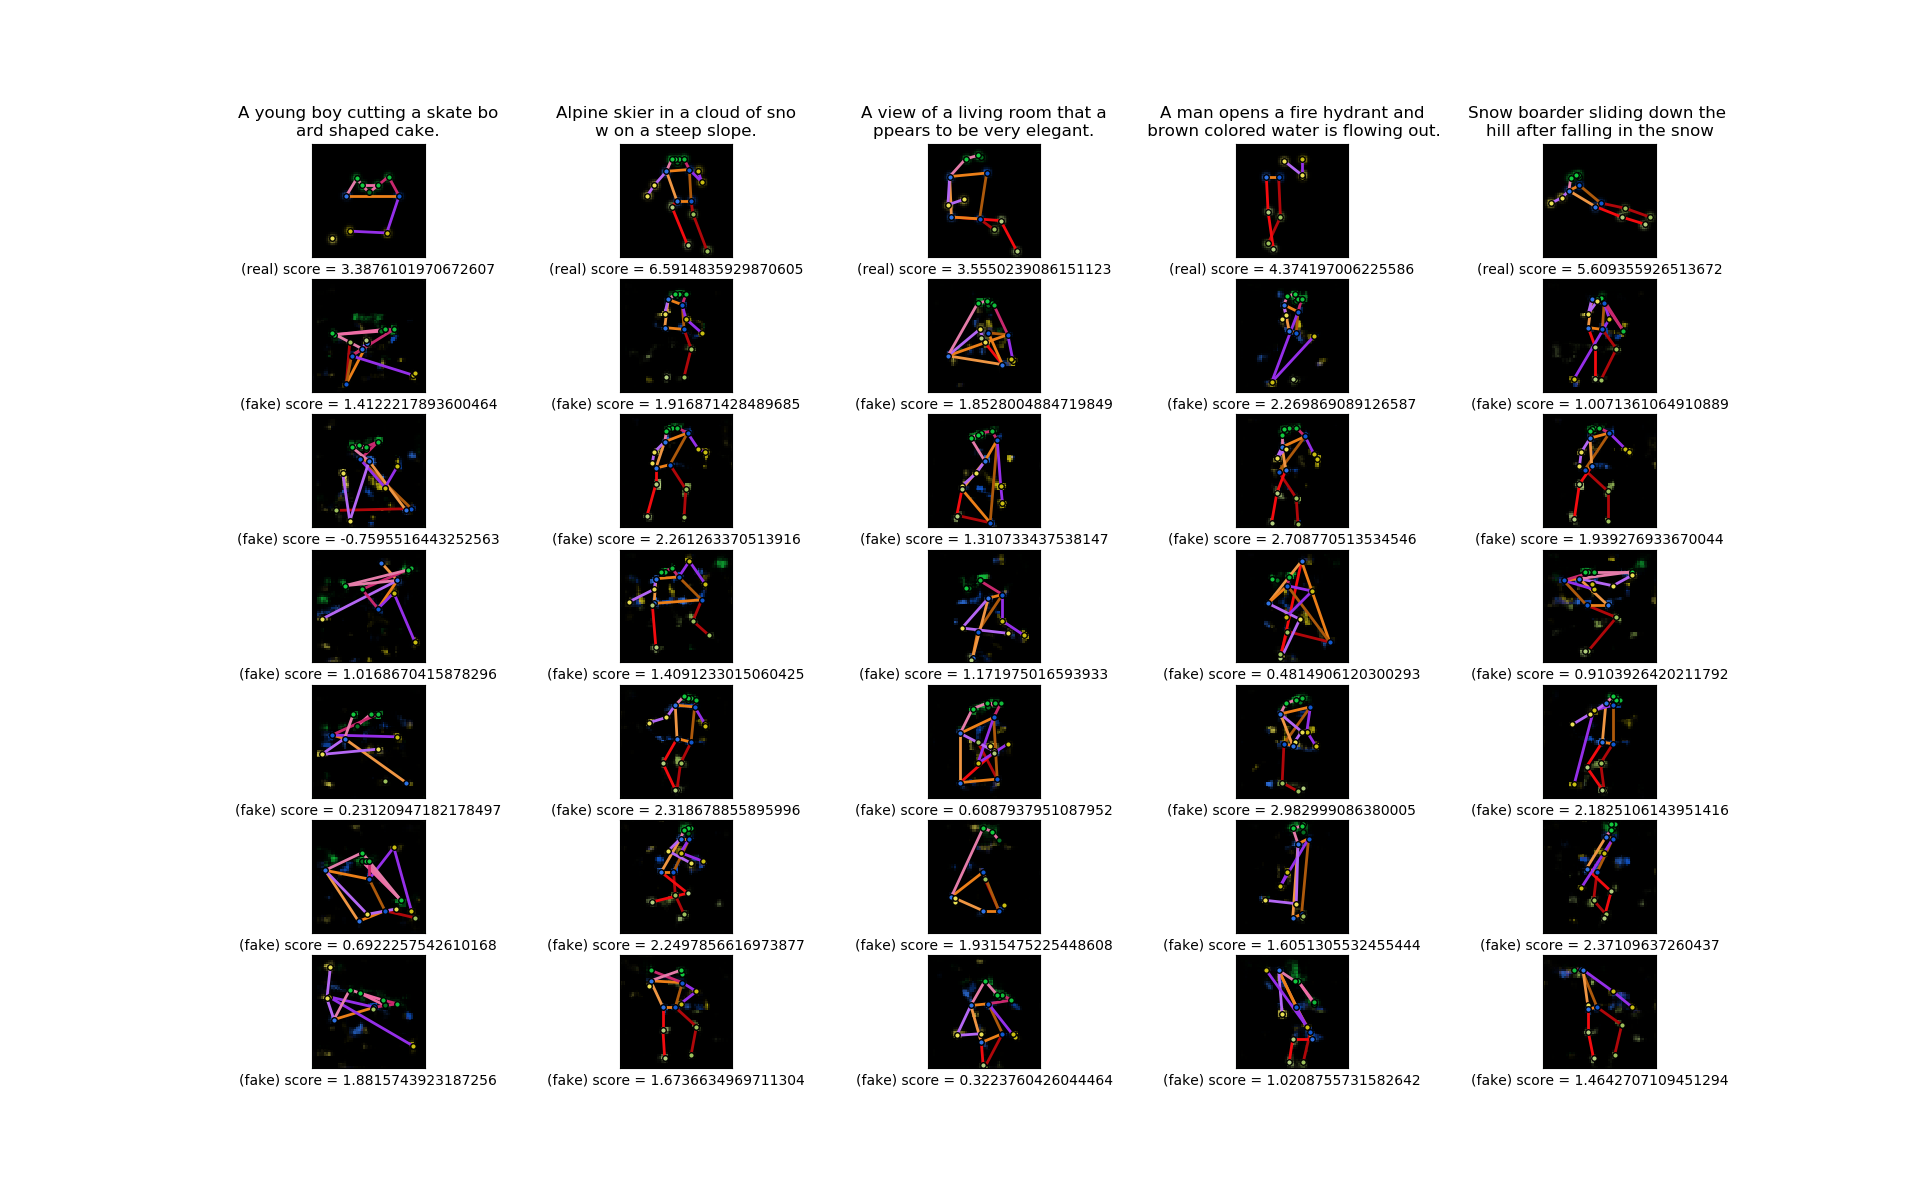 A young boy cutting a skate bo
ard shaped cake.
Alpine skier in a cloud of sno
w on a steep slope.
A view of a living room that a
ppears to be very elegant.
A man opens a fire hydrant and
brown colored water is flowing out.
Snow boarder sliding down the
hill after falling in the snow
(real) score = 3.3876101970672607
(real) score = 6.5914835929870605
(real) score = 3.5550239086151123
(real) score = 4.374197006225586
(real) score = 5.609355926513672
(fake) score = 1.4122217893600464
(fake) score = 1.916871428489685
(fake) score = 1.8528004884719849
(fake) score = 2.269869089126587
(fake) score = 1.0071361064910889
(fake) score = -0.7595516443252563
(fake) score = 2.261263370513916
(fake) score = 1.310733437538147
(fake) score = 2.708770513534546
(fake) score = 1.939276933670044
(fake) score = 1.0168670415878296
(fake) score = 1.4091233015060425
(fake) score = 1.171975016593933
(fake) score = 0.4814906120300293
(fake) score = 0.9103926420211792
(fake) score = 0.23120947182178497
(fake) score = 2.318678855895996
(fake) score = 0.6087937951087952
(fake) score = 2.982999086380005
(fake) score = 2.1825106143951416
(fake) score = 0.6922257542610168
(fake) score = 2.2497856616973877
(fake) score = 1.9315475225448608
(fake) score = 1.6051305532455444
(fake) score = 2.37109637260437
(fake) score = 1.8815743923187256
(fake) score = 1.6736634969711304
(fake) score = 0.3223760426044464
(fake) score = 1.0208755731582642
(fake) score = 1.4642707109451294